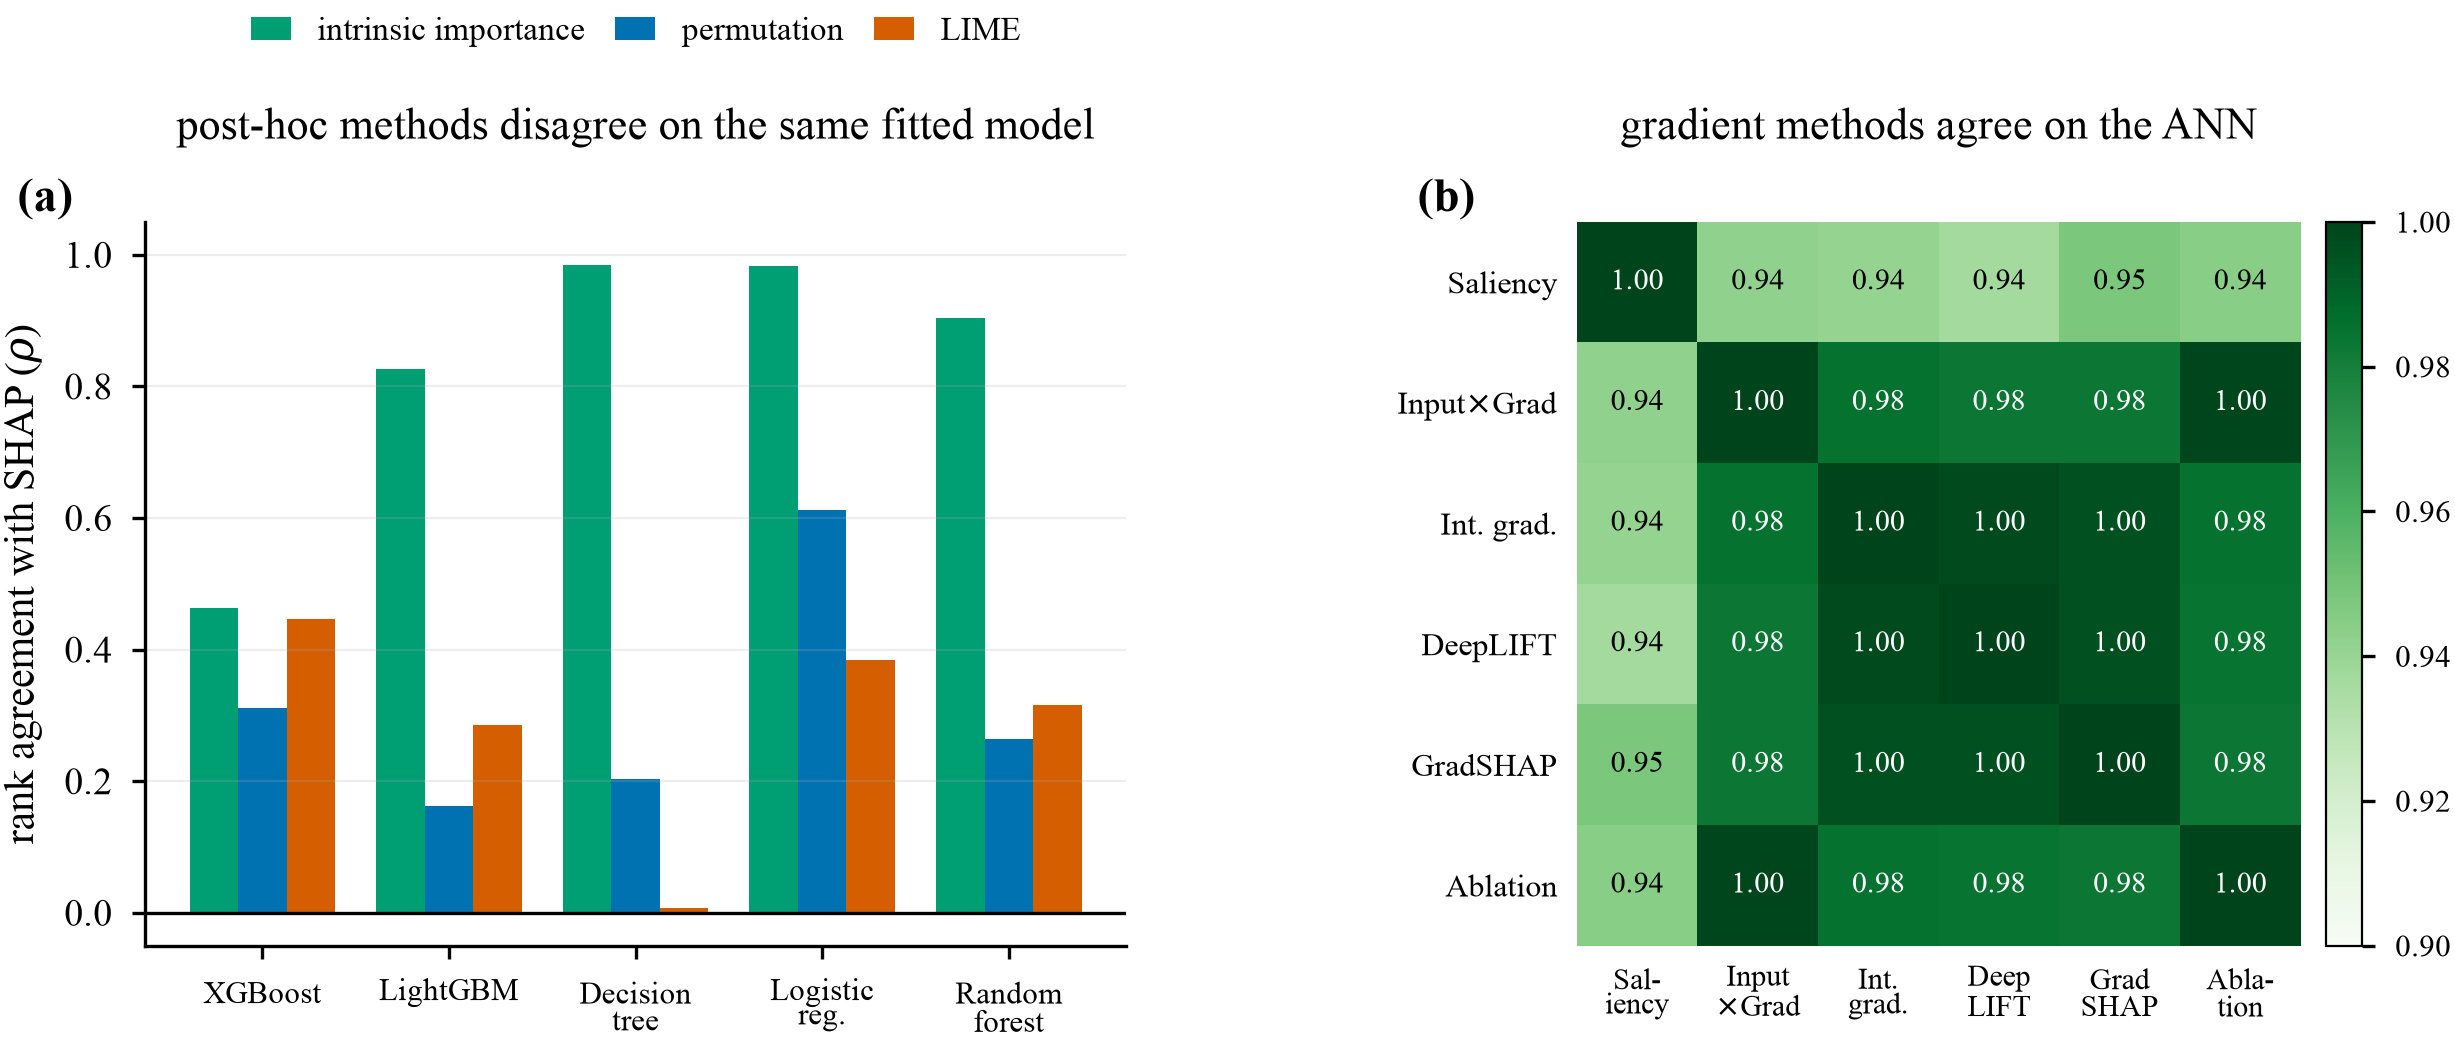 intrinsic importance permutation LIME
post-hoc methods disagree on the same fitted model
(a)
rank agreement with SHAP (ρ)
1.0
0.8
0.6
0.4
0.2
0.0
XGBoost LightGBM Decision tree Logistic reg. Random forest
gradient methods agree on the ANN
(b)
Saliency 1.00 0.94 0.94 0.94 0.95 0.94
Input×Grad 0.94 1.00 0.98 0.98 0.98 1.00
Int. grad. 0.94 0.98 1.00 1.00 1.00 0.98
DeepLIFT 0.94 0.98 1.00 1.00 1.00 0.98
GradSHAP 0.95 0.98 1.00 1.00 1.00 0.98
Ablation 0.94 1.00 0.98 0.98 0.98 1.00
Sal- Input Int. Deep Grad Abla-
iency ×Grad grad. LIFT SHAP tion
1.00
0.98
0.96
0.94
0.92
0.90